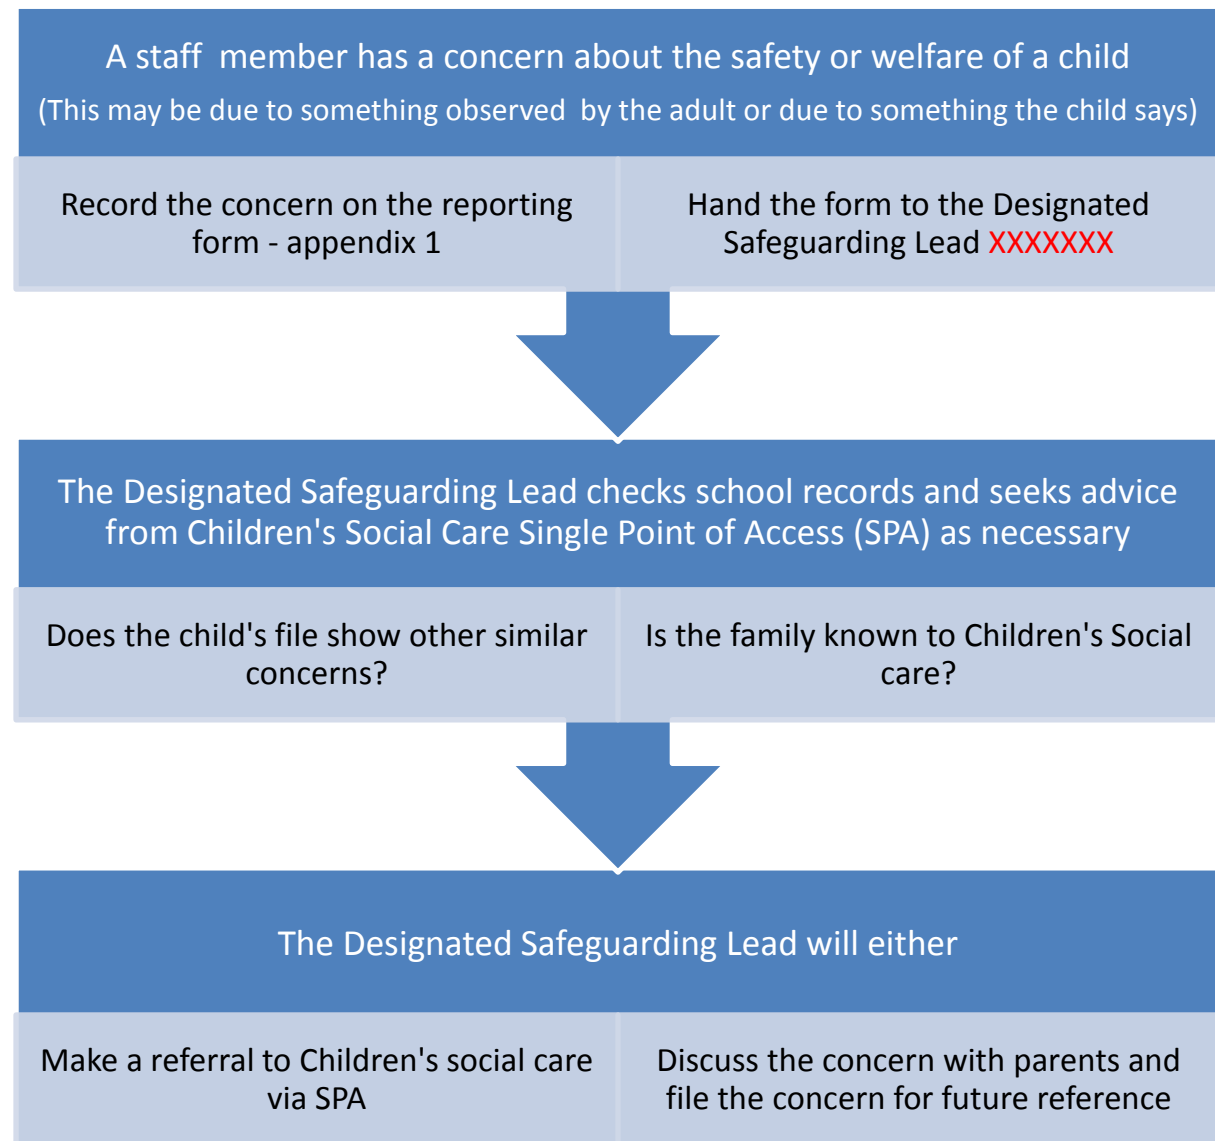 A staff  member has a concern about the safety or welfare of a child
(This may be due to something observed  by the adult or due to something the child says)
Record the concern on the reporting
form - appendix 1
Hand the form to the Designated
Safeguarding Lead XXXXXXX
The Designated Safeguarding Lead checks school records and seeks advice
from Children's Social Care Single Point of Access (SPA) as necessary
Does the child's file show other similar
concerns?
Is the family known to Children's Social
care?
The Designated Safeguarding Lead will either
Make a referral to Children's social care
via SPA
Discuss the concern with parents and
file the concern for future reference